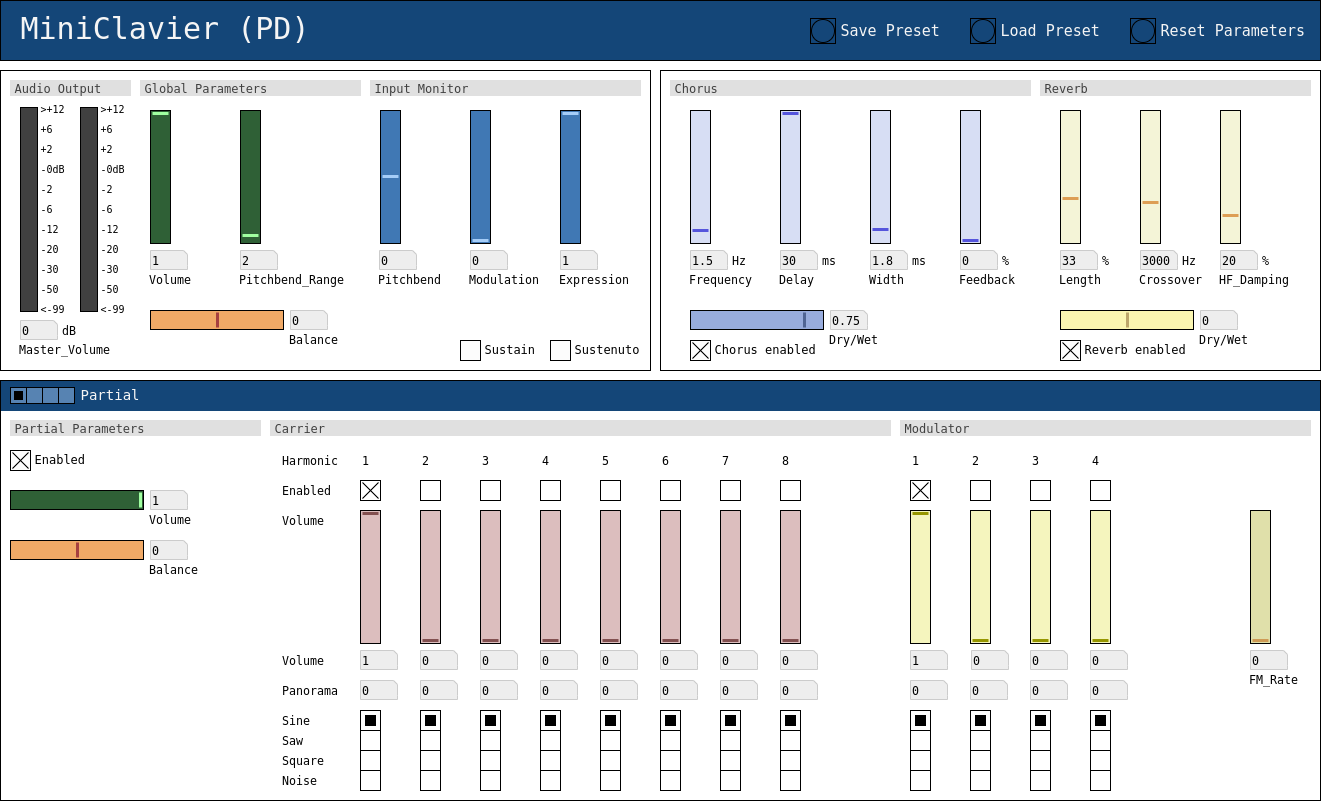 MiniClavier (PD)
Save Preset
Load Preset
Reset Parameters
Audio Output
Global Parameters
Input Monitor
Chorus
Reverb
>+12 >+12
+6 +6
+2 +2
-0dB -0dB
-2 -2
-6 -6
-12 -12
-20 -20
-30 -30
-50 -50
<-99 <-99
0 dB
Master_Volume
1 2
Volume Pitchbend_Range
0
Balance
0 0 1
Pitchbend Modulation Expression
Sustain Sustenuto
1.5 Hz 30 ms 1.8 ms 0 %
Frequency Delay Width Feedback
0.75
Dry/Wet
Chorus enabled
33 % 3000 Hz 20 %
Length Crossover HF_Damping
0
Dry/Wet
Reverb enabled
Partial
Partial Parameters
Carrier
Modulator
Enabled
1
Volume
0
Balance
Harmonic 1 2 3 4 5 6 7 8
Enabled
Volume
Volume 1 0 0 0 0 0 0 0
Panorama 0 0 0 0 0 0 0 0
Sine
Saw
Square
Noise
1 2 3 4
1 0 0 0
0 0 0 0
0
FM_Rate